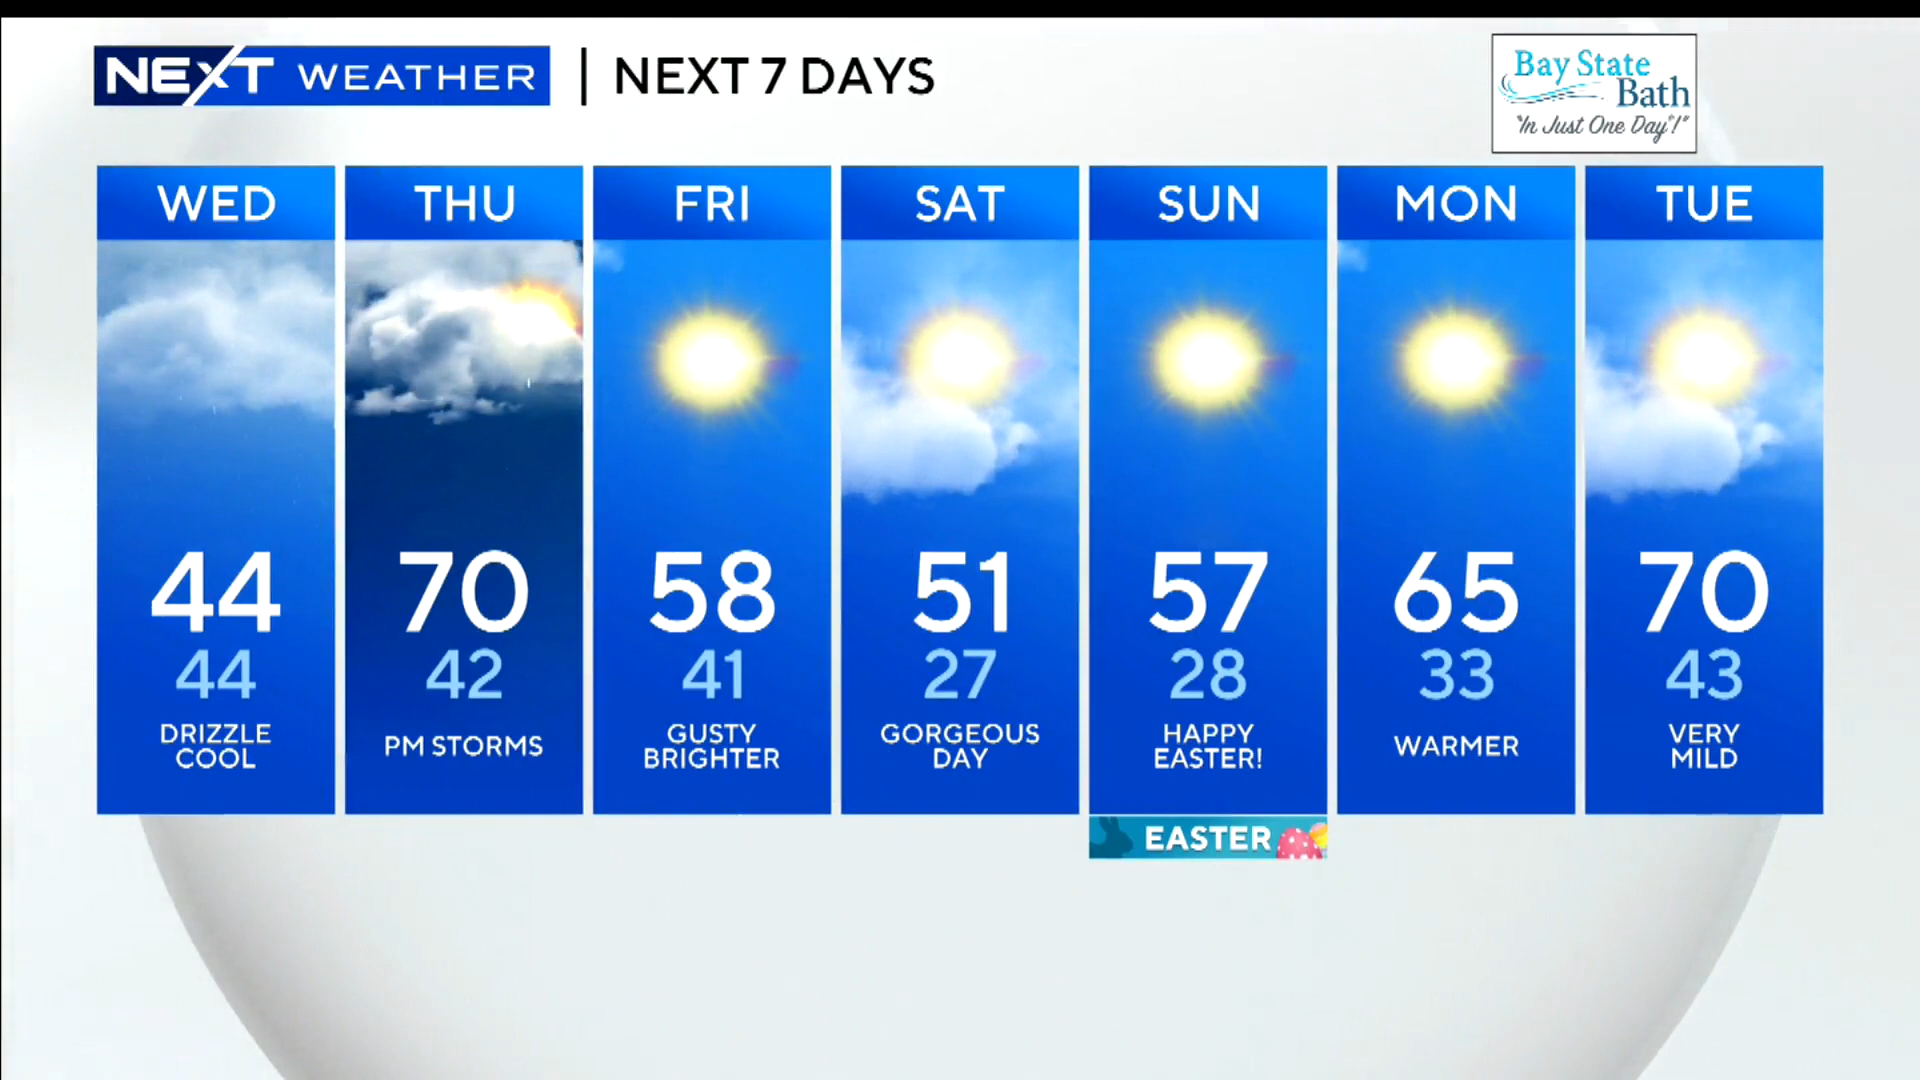 NEXT WEATHER | NEXT 7 DAYS
Bay State
Bath
"In Just One Day"!"
WED
44
44
DRIZZLE
COOL
THU
70
42
PM STORMS
FRI
58
41
GUSTY
BRIGHTER
SAT
51
27
GORGEOUS
DAY
SUN
57
28
HAPPY
EASTER!
EASTER
MON
65
33
WARMER
TUE
70
43
VERY
MILD